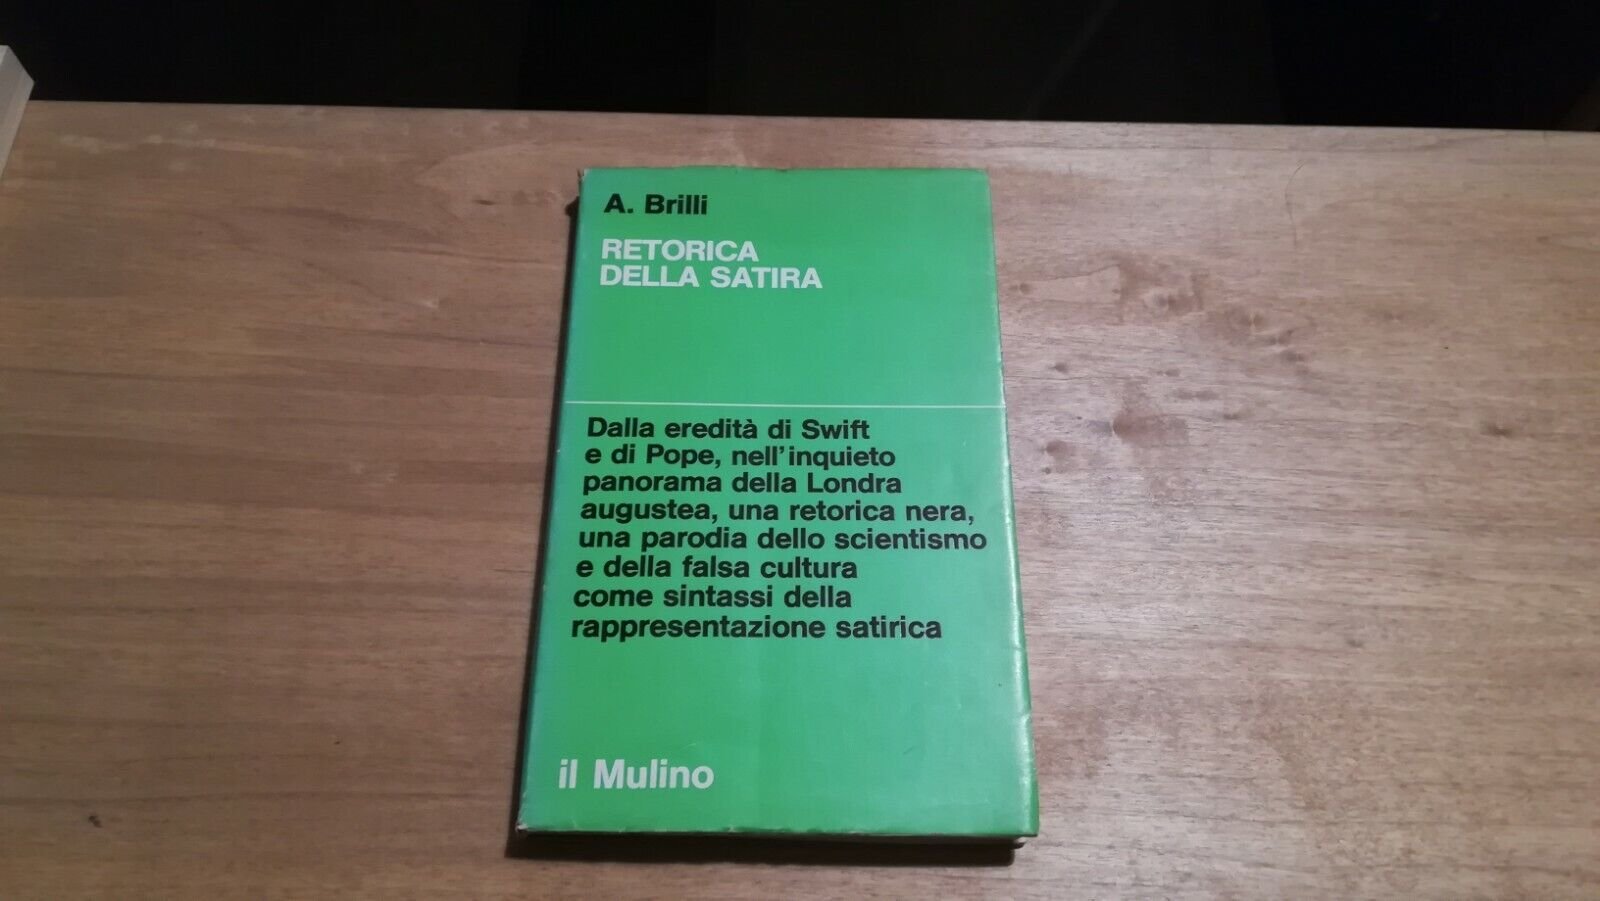 A. Brilli
RETORICA
DELLA SATIRA
Dalla eredità di Swift
e di Pope, nell'inquieto
panorama della Londra
augustea, una retorica nera,
una parodia dello scientismo
e della falsa cultura
come sintassi della
rappresentazione satirica
il Mulino